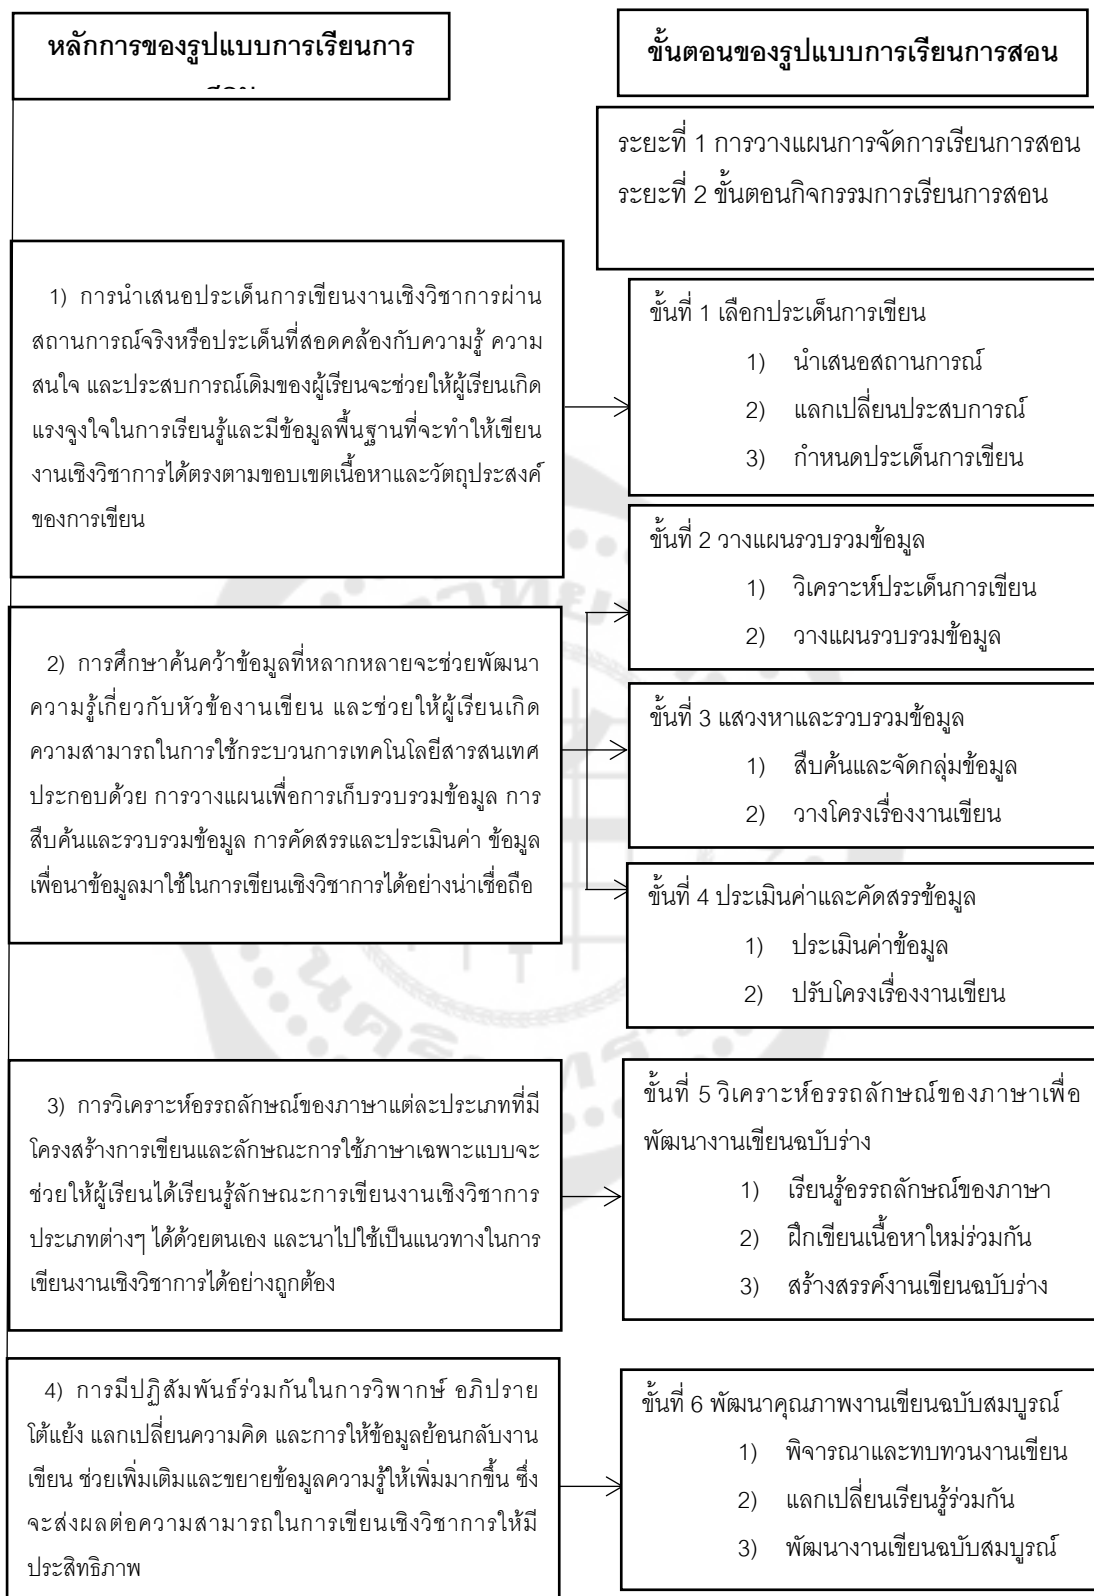 หลักการของรูปแบบการเรียนการ
ขั้นตอนของรูปแบบการเรียนการสอน
ระยะที่ 1 การวางแผนการจัดการเรียนการสอน
ระยะที่ 2 ขั้นตอนกิจกรรมการเรียนการสอน
1) การนำเสนอประเด็นการเขียนงานเชิงวิชาการผ่าน
สถานการณ์จริงหรือประเด็นที่สอดคล้องกับความรู้ ความ
สนใจ และประสบการณ์เดิมของผู้เรียนจะช่วยให้ผู้เรียนเกิด
แรงจูงใจในการเรียนรู้และมีข้อมูลพื้นฐานที่จะทำให้เขียน
งานเชิงวิชาการได้ตรงตามขอบเขตเนื้อหาและวัตถุประสงค์
ของการเขียน
ขั้นที่ 1 เลือกประเด็นการเขียน
1) นำเสนอสถานการณ์
2) แลกเปลี่ยนประสบการณ์
3) กำหนดประเด็นการเขียน
ขั้นที่ 2 วางแผนรวบรวมข้อมูล
1) วิเคราะห์ประเด็นการเขียน
2) วางแผนรวบรวมข้อมูล
2) การศึกษาค้นคว้าข้อมูลที่หลากหลายจะช่วยพัฒนา
ความรู้เกี่ยวกับหัวข้องานเขียน และช่วยให้ผู้เรียนเกิด
ความสามารถในการใช้กระบวนการเทคโนโลยีสารสนเทศ
ประกอบด้วย การวางแผนเพื่อการเก็บรวบรวมข้อมูล การ
สืบค้นและรวบรวมข้อมูล การคัดสรรและประเมินค่า ข้อมูล
เพื่อนาข้อมูลมาใช้ในการเขียนเชิงวิชาการได้อย่างน่าเชื่อถือ
ขั้นที่ 3 แสวงหาและรวบรวมข้อมูล
1) สืบค้นและจัดกลุ่มข้อมูล
2) วางโครงเรื่องงานเขียน
ขั้นที่ 4 ประเมินค่าและคัดสรรข้อมูล
1) ประเมินค่าข้อมูล
2) ปรับโครงเรื่องงานเขียน
3) การวิเคราะห์อรรถลักษณ์ของภาษาแต่ละประเภทที่มี
โครงสร้างการเขียนและลักษณะการใช้ภาษาเฉพาะแบบจะ
ช่วยให้ผู้เรียนได้เรียนรู้ลักษณะการเขียนงานเชิงวิชาการ
ประเภทต่างๆ ได้ด้วยตนเอง และนาไปใช้เป็นแนวทางในการ
เขียนงานเชิงวิชาการได้อย่างถูกต้อง
ขั้นที่ 5 วิเคราะห์อรรถลักษณ์ของภาษาเพื่อ
พัฒนางานเขียนฉบับร่าง
1) เรียนรู้อรรถลักษณ์ของภาษา
2) ฝึกเขียนเนื้อหาใหม่ร่วมกัน
3) สร้างสรรค์งานเขียนฉบับร่าง
4) การมีปฏิสัมพันธ์ร่วมกันในการวิพากษ์ อภิปราย
โต้แย้ง แลกเปลี่ยนความคิด และการให้ข้อมูลย้อนกลับงาน
เขียน ช่วยเพิ่มเติมและขยายข้อมูลความรู้ให้เพิ่มมากขึ้น ซึ่ง
จะส่งผลต่อความสามารถในการเขียนเชิงวิชาการให้มี
ประสิทธิภาพ
ขั้นที่ 6 พัฒนาคุณภาพงานเขียนฉบับสมบูรณ์
1) พิจารณาและทบทวนงานเขียน
2) แลกเปลี่ยนเรียนรู้ร่วมกัน
3) พัฒนางานเขียนฉบับสมบูรณ์